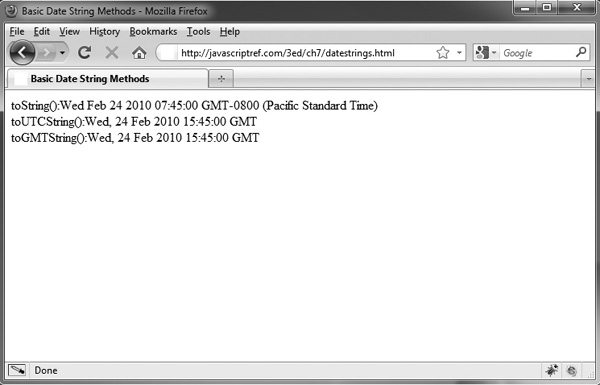 Basic Date String Methods - Mozilla Firefox
File Edit View History Bookmarks Tools Help
http://javascriptref.com/3ed/ch7/datestrings.html Google
Basic Date String Methods
toString():Wed Feb 24 2010 07:45:00 GMT-0800 (Pacific Standard Time)
toUTCString():Wed, 24 Feb 2010 15:45:00 GMT
toGMTString():Wed, 24 Feb 2010 15:45:00 GMT
Done